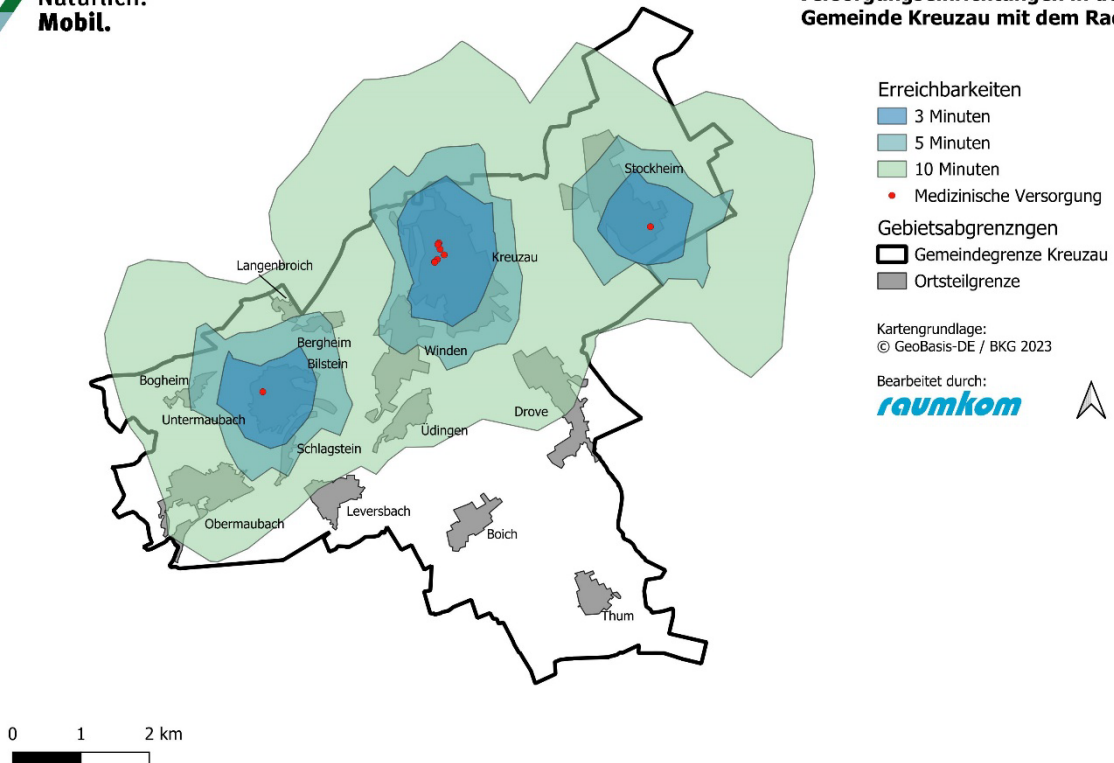 Mobil.
Gemeinde Kreuzau mit dem
Erreichbarkeiten
3 Minuten
5 Minuten
10 Minuten
Medizinische Versorgung
Gebietsabgrenzngen
Gemeindegrenze Kreuzau
Ortsteilgrenze
Kartengrundlage:
© GeoBasis-DE / BKG 2023
Bearbeitet durch:
raumkom
Stockheim
Kreuzau
Langenbroich
Bergheim
Bilstein
Winden
Bogheim
Untermaubach
Drove
Üdingen
Schlagstein
Leversbach
Obermaubach
Boich
Thum
0 1 2 km